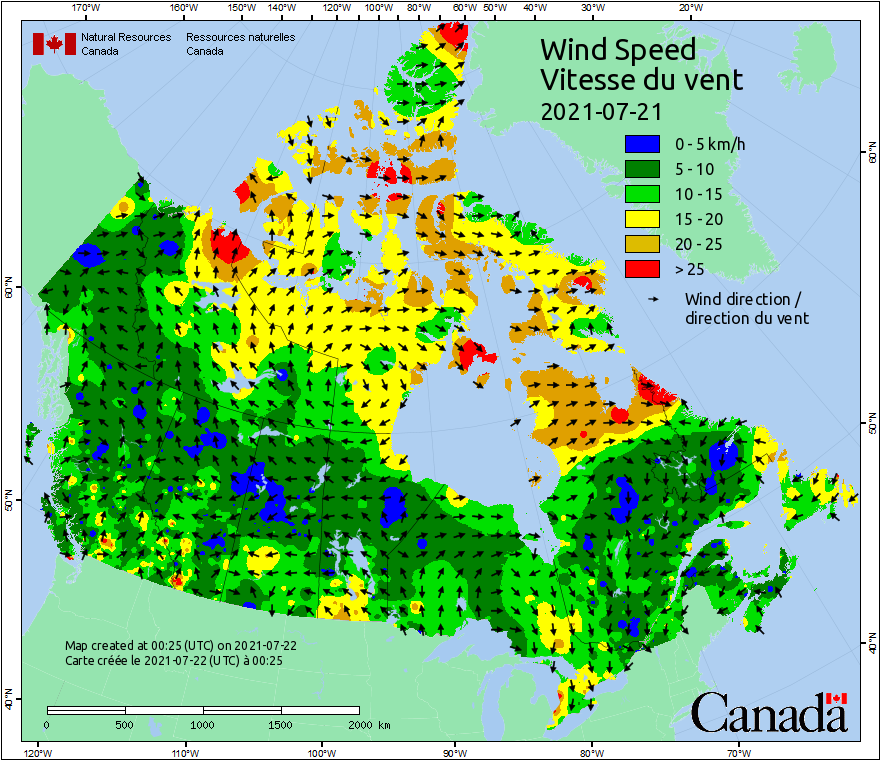 170°W 160°W 150°W 140°W 120°W 100°W 80°W 60°W 50°W 40°W 30°W 20°W
Natural Resources Ressources naturelles
Canada Canada
Wind Speed
Vitesse du vent
2021-07-21
0 - 5 km/h
5 - 10
10 - 15
15 - 20
20 - 25
> 25
Wind direction /
direction du vent
60°N
60°N
50°N
50°N
40°N
40°N
Map created at 00:25 (UTC) on 2021-07-22
Carte créée le 2021-07-22 (UTC) à 00:25
0 500 1000 1500 2000 km
Canada
120°W 110°W 100°W 90°W 80°W 70°W